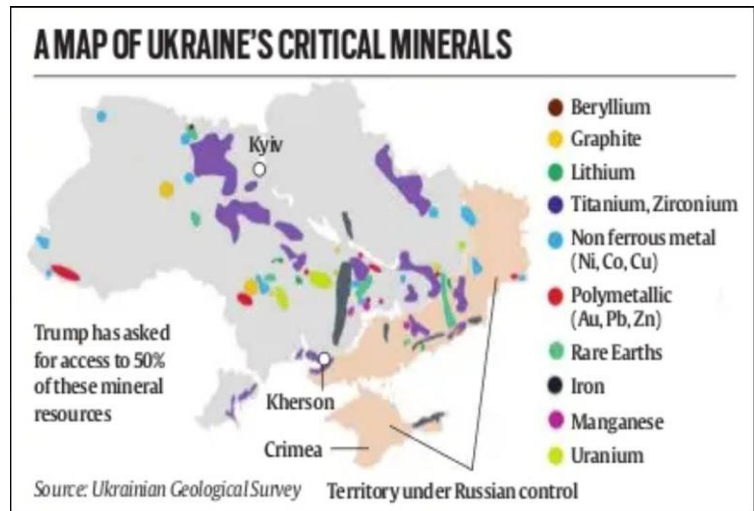 A MAP OF UKRAINE'S CRITICAL MINERALS
Kyiv
Beryllium
Graphite
Lithium
Titanium, Zirconium
Non ferrous metal
(Ni, Co, Cu)
Polymetallic
(Au, Pb, Zn)
Rare Earths
Iron
Manganese
Uranium
Trump has asked
for access to 50%
of these mineral
resources
Kherson
Crimea
Source: Ukrainian Geological Survey
Territory under Russian control